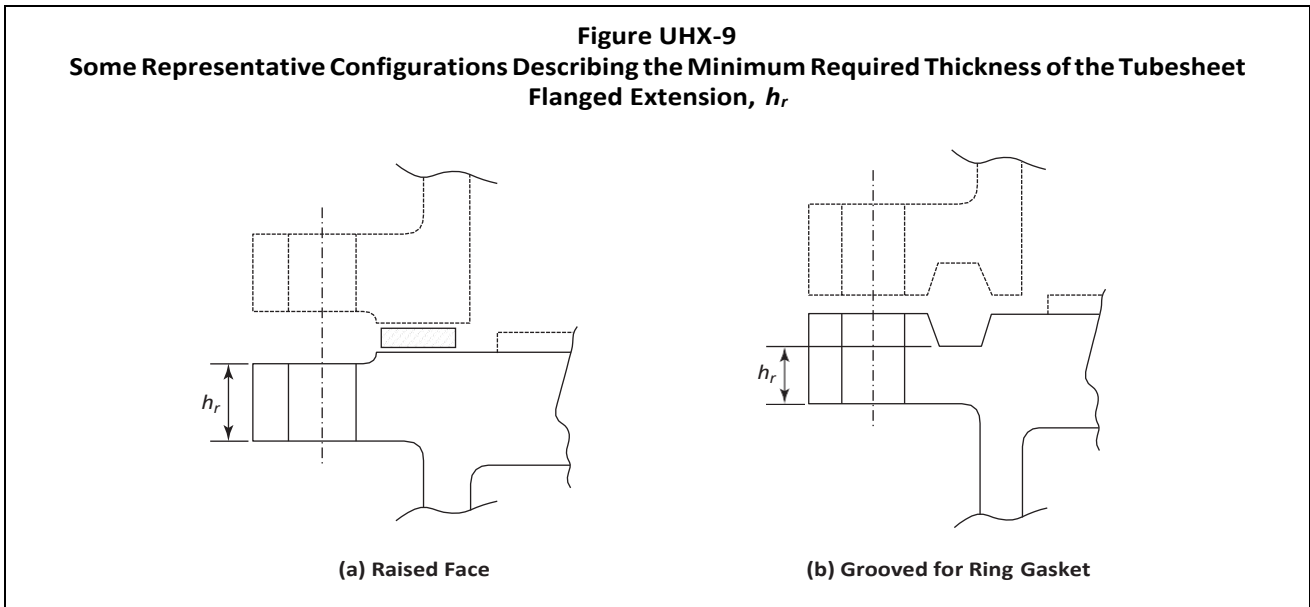 Figure UHX-9
Some Representative Configurations Describing the Minimum Required Thickness of the Tubesheet
Flanged Extension, hr
hr
hr
(a) Raised Face
(b) Grooved for Ring Gasket